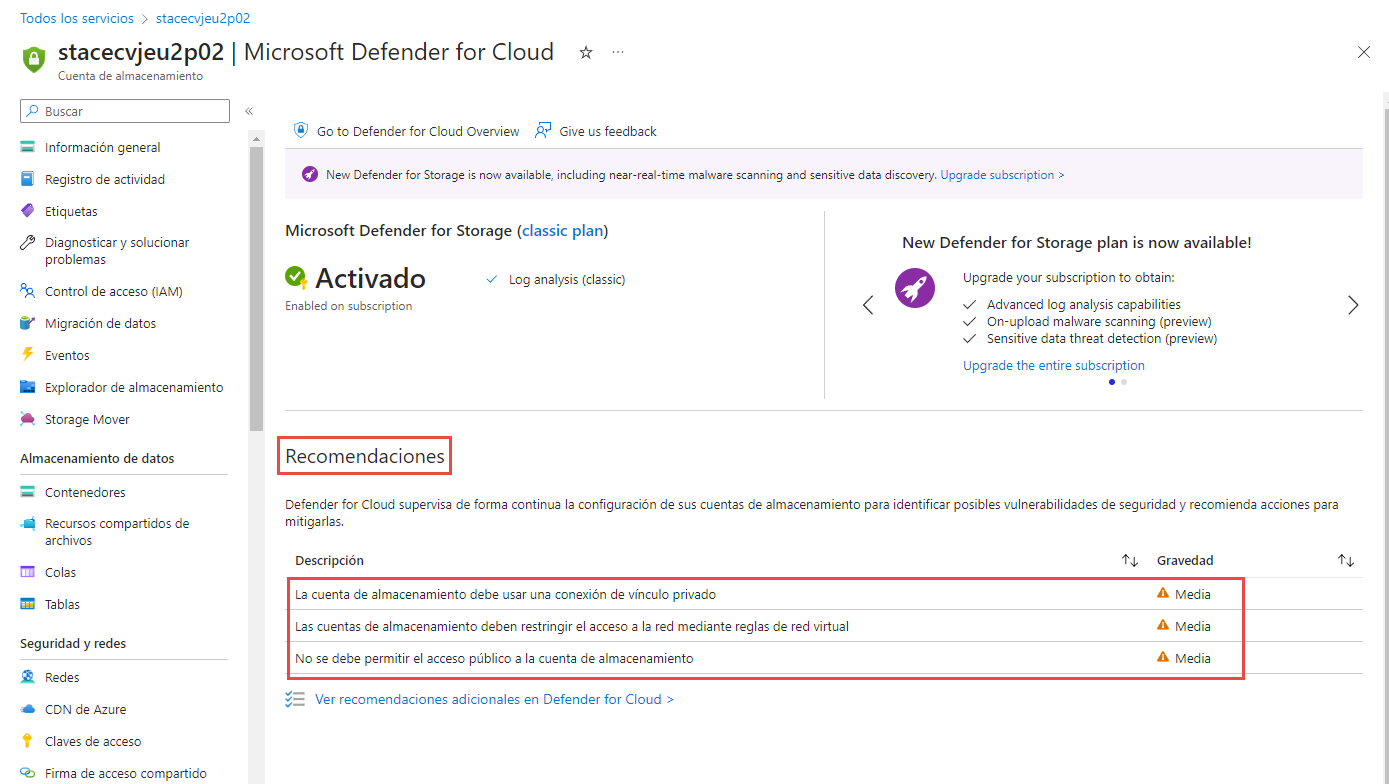 Todos los servicios > stacecvjeu2p02
stacecvjeu2p02 | Microsoft Defender for Cloud
Cuenta de almacenamiento
Buscar
Información general
Registro de actividad
Etiquetas
Diagnosticar y solucionar
problemas
Control de acceso (IAM)
Migración de datos
Eventos
Explorador de almacenamiento
Storage Mover
Almacenamiento de datos
Contenedores
Recursos compartidos de
archivos
Colas
Tablas
Seguridad y redes
Redes
CDN de Azure
Claves de acceso
Firma de acceso compartido
Go to Defender for Cloud Overview Give us feedback
New Defender for Storage is now available, including near-real-time malware scanning and sensitive data discovery. Upgrade subscription >
Microsoft Defender for Storage (classic plan)
Activado
Enabled on subscription
Log analysis (classic)
New Defender for Storage plan is now available!
Upgrade your subscription to obtain:
Advanced log analysis capabilities
On-upload malware scanning (preview)
Sensitive data threat detection (preview)
Upgrade the entire subscription
Recomendaciones
Defender for Cloud supervisa de forma continua la configuración de sus cuentas de almacenamiento para identificar posibles vulnerabilidades de seguridad y recomienda acciones para
mitigarlas.
Descripción Gravedad
La cuenta de almacenamiento debe usar una conexión de vínculo privado Media
Las cuentas de almacenamiento deben restringir el acceso a la red mediante reglas de red virtual Media
No se debe permitir el acceso público a la cuenta de almacenamiento Media
Ver recomendaciones adicionales en Defender for Cloud >